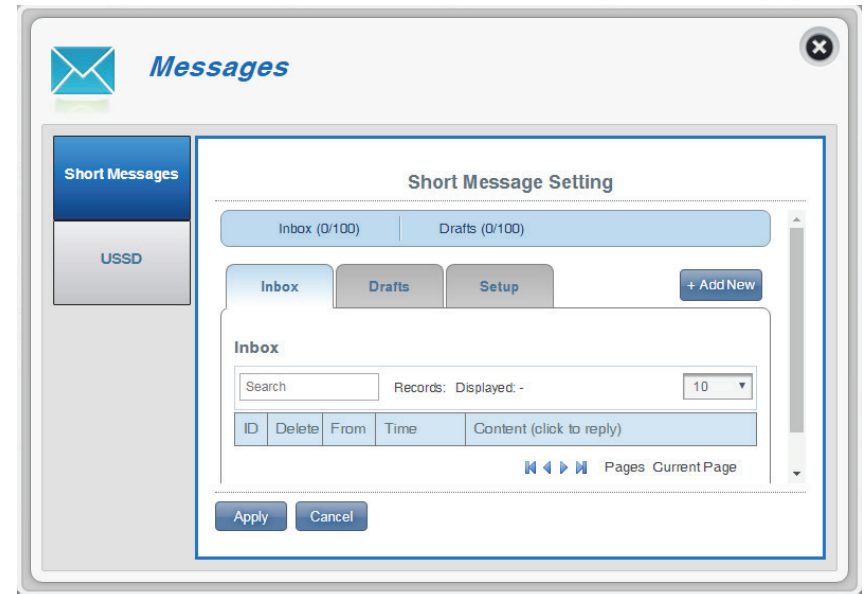 Messages
Short Messages
USSD
Short Message Setting
Inbox (0/100) Drafts (0/100)
Inbox Drafts Setup + Add New
Inbox
Search Records: Displayed: - 10
ID Delete From Time Content (click to reply)
Pages Current Page
Apply Cancel